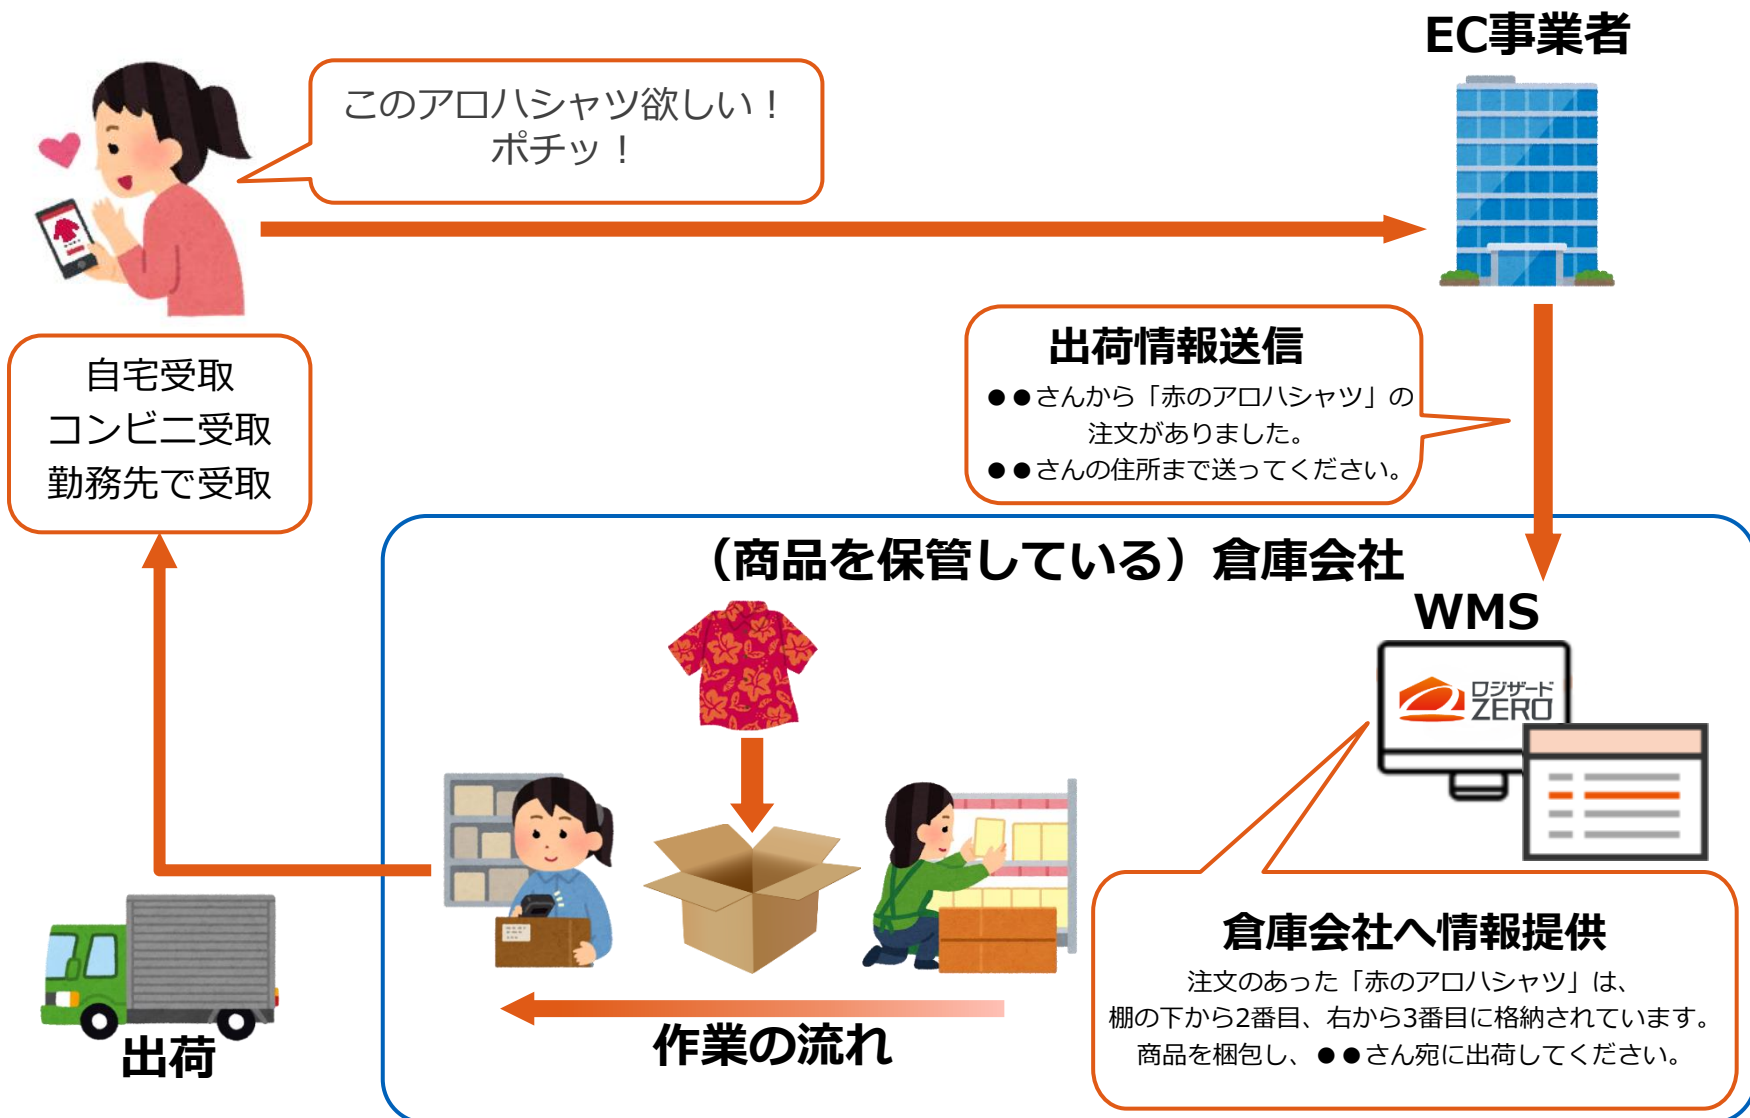 EC事業者
このアロハシャツ欲しい！
ポチッ！
出荷情報送信
●●さんから「赤のアロハシャツ」の
注文がありました。
●●さんの住所まで送ってください。
自宅受取
コンビニ受取
勤務先で受取
（商品を保管している）倉庫会社
WMS
ロジザード
ZERO
倉庫会社へ情報提供
注文のあった「赤のアロハシャツ」は、
棚の下から2番目、右から3番目に格納されています。
商品を梱包し、●●さん宛に出荷してください。
作業の流れ
出荷